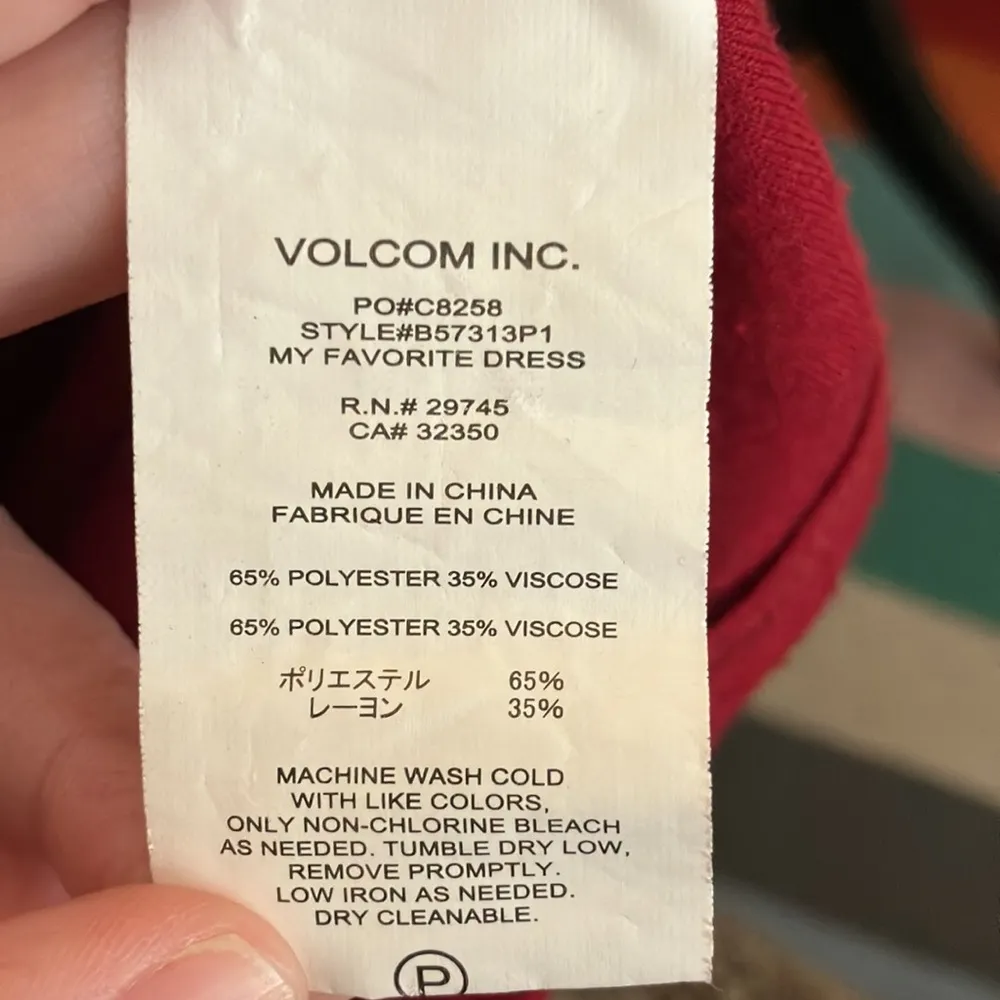 VOLCOM INC.
PO#C8258
STYLE#B57313P1
MY FAVORITE DRESS
R.N.# 29745
CA# 32350
MADE IN CHINA
FABRIQUE EN CHINE
65% POLYESTER 35% VISCOSE
65% POLYESTER 35% VISCOSE
ポリエステル 65%
レーヨン 35%
MACHINE WASH COLD
WITH LIKE COLORS,
ONLY NON-CHLORINE BLEACH
AS NEEDED. TUMBLE DRY LOW,
REMOVE PROMPTLY.
LOW IRON AS NEEDED.
DRY CLEANABLE.
P